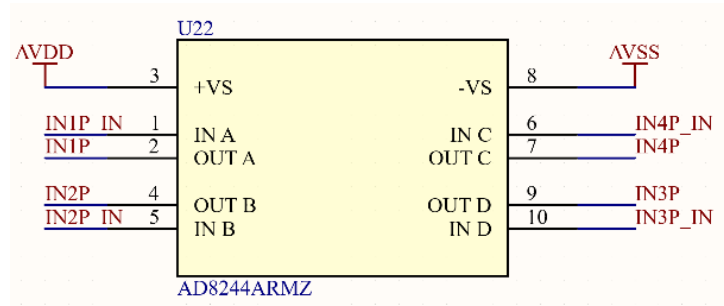 U22
AVDD
AVSS
3
+VS
-VS
8
IN1P_IN
1
IN A
IN C
6
IN4P_IN
IN1P
2
OUT A
OUT C
7
IN4P
IN2P
4
OUT B
OUT D
9
IN3P
IN2P_IN
5
IN B
IN D
10
IN3P_IN
AD8244ARMZ